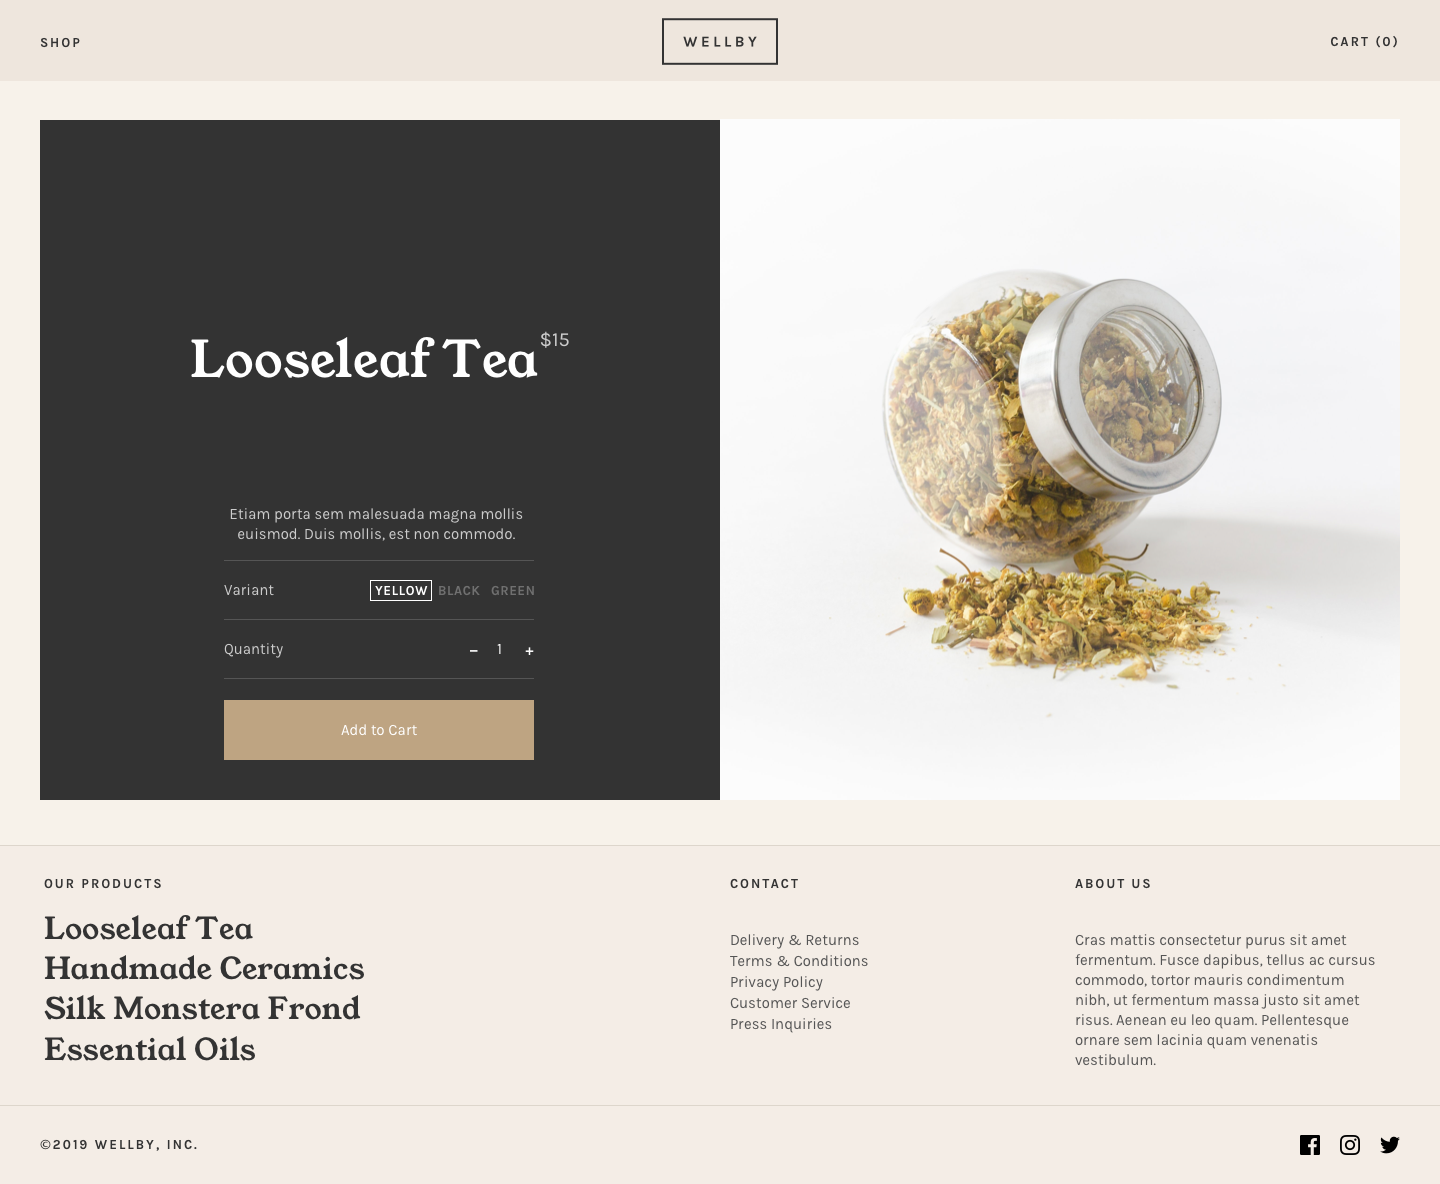 SHOP
WELLBY
CART (0)
Looseleaf Tea $15
Etiam porta sem malesuada magna mollis
euismod. Duis mollis, est non commodo.
Variant YELLOW BLACK GREEN
Quantity – 1 +
Add to Cart
OUR PRODUCTS
Looseleaf Tea
Handmade Ceramics
Silk Monstera Frond
Essential Oils
CONTACT
Delivery & Returns
Terms & Conditions
Privacy Policy
Customer Service
Press Inquiries
ABOUT US
Cras mattis consectetur purus sit amet
fermentum. Fusce dapibus, tellus ac cursus
commodo, tortor mauris condimentum
nibh, ut fermentum massa justo sit amet
risus. Aenean eu leo quam. Pellentesque
ornare sem lacinia quam venenatis
vestibulum.
©2019 WELLBY, INC.